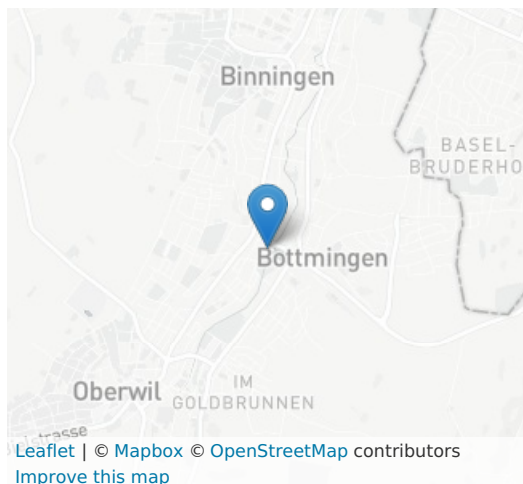 Binningen
BASEL-
BRUDERHO
Bottmingen
Oberwil
IM
GOLDBRUNNEN
Leaflet | © Mapbox © OpenStreetMap contributors
Improve this map